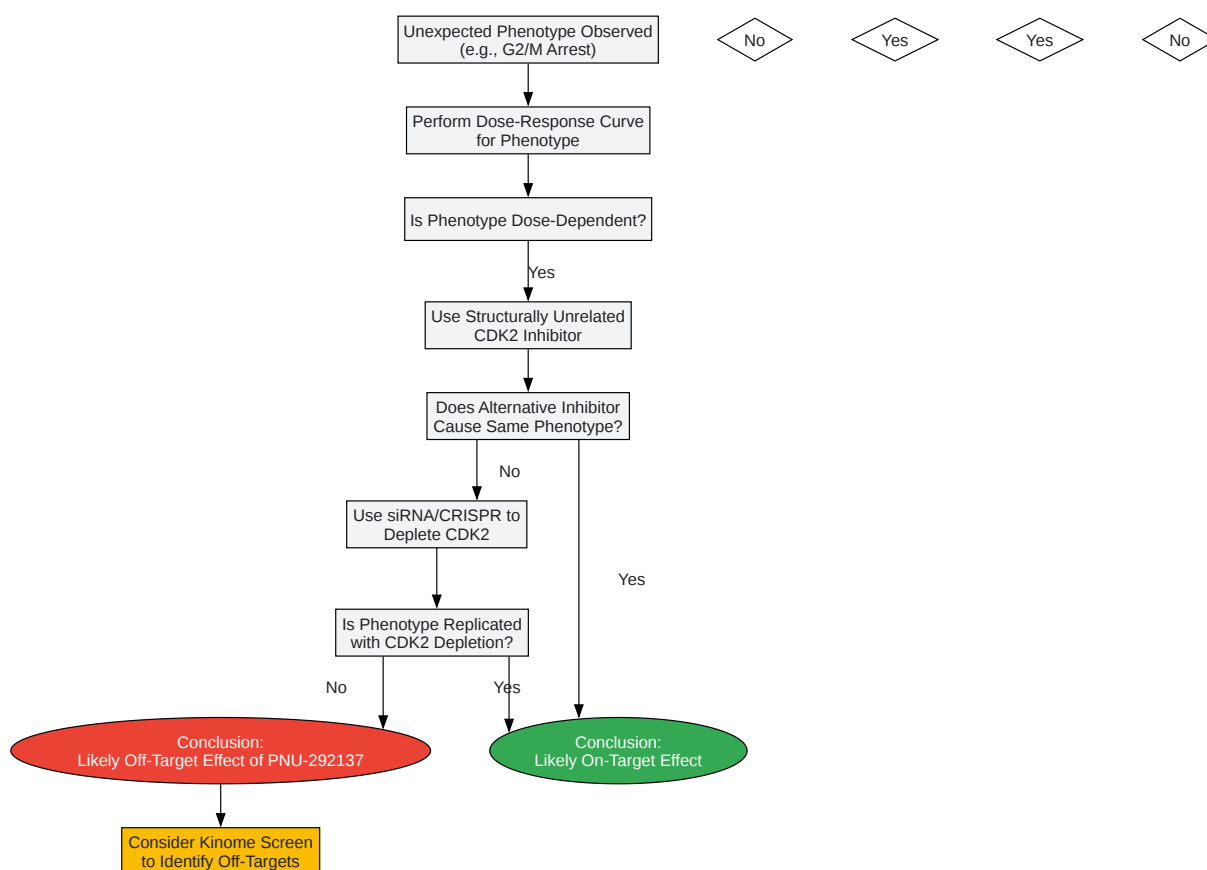 Unexpected Phenotype Observed
(e.g., G2/M Arrest)
No
Yes
Yes
No
Perform Dose-Response Curve
for Phenotype
Is Phenotype Dose-Dependent?
Yes
Use Structurally Unrelated
CDK2 Inhibitor
Does Alternative Inhibitor
Cause Same Phenotype?
No
Use siRNA/CRISPR to
Deplete CDK2
Yes
Is Phenotype Replicated
with CDK2 Depletion?
No
Yes
Conclusion:
Likely Off-Target Effect of PNU-292137
Conclusion:
Likely On-Target Effect
Consider Kinome Screen
to Identify Off-Targets